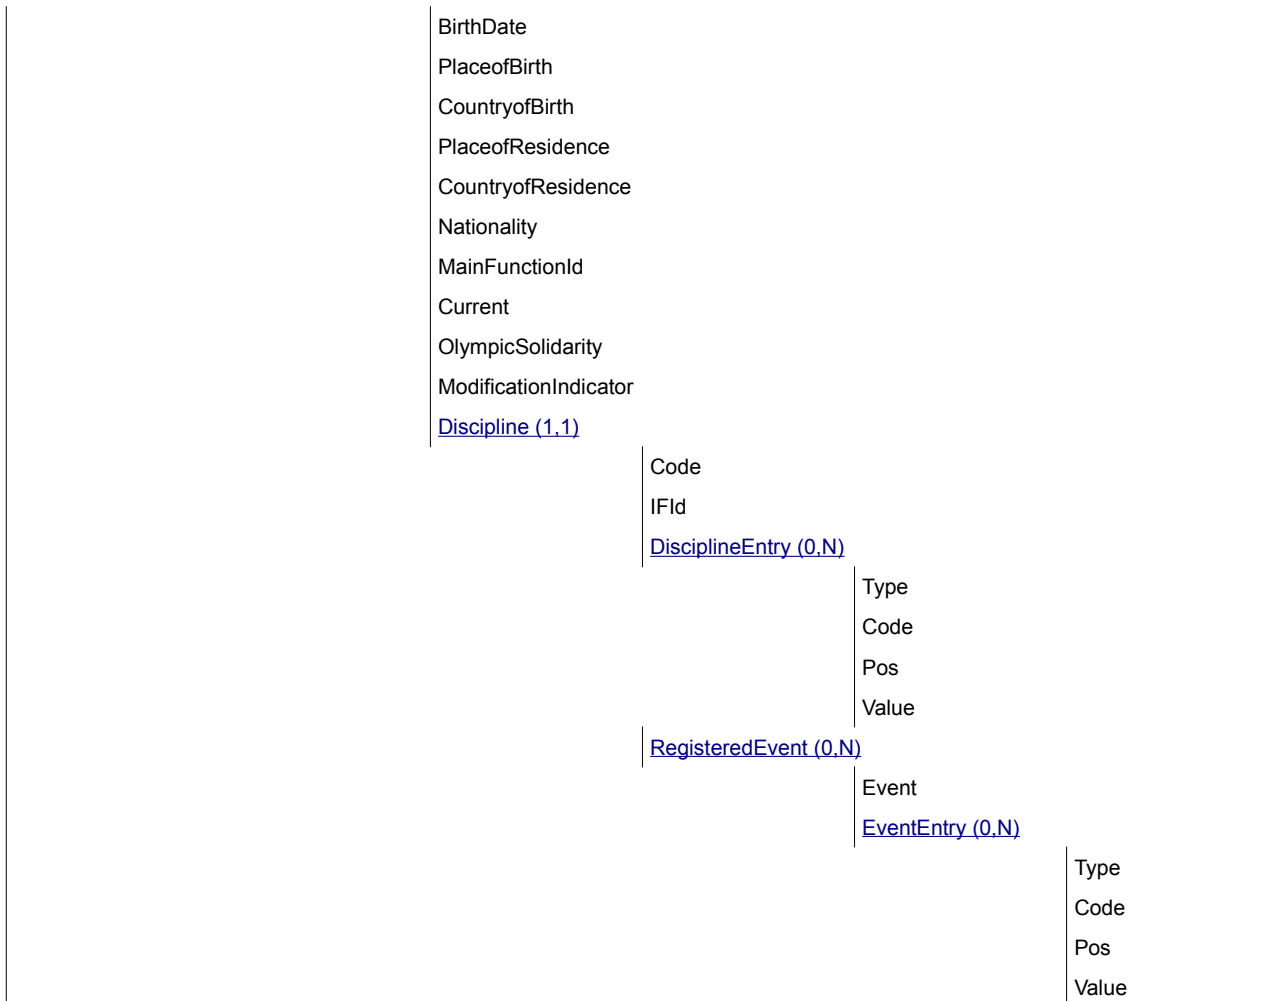 BirthDate
PlaceofBirth
CountryofBirth
PlaceofResidence
CountryofResidence
Nationality
MainFunctionId
Current
OlympicSolidarity
ModificationIndicator
Discipline (1,1)
Code
IFId
DisciplineEntry (0,N)
Type
Code
Pos
Value
RegisteredEvent (0,N)
Event
EventEntry (0,N)
Type
Code
Pos
Value